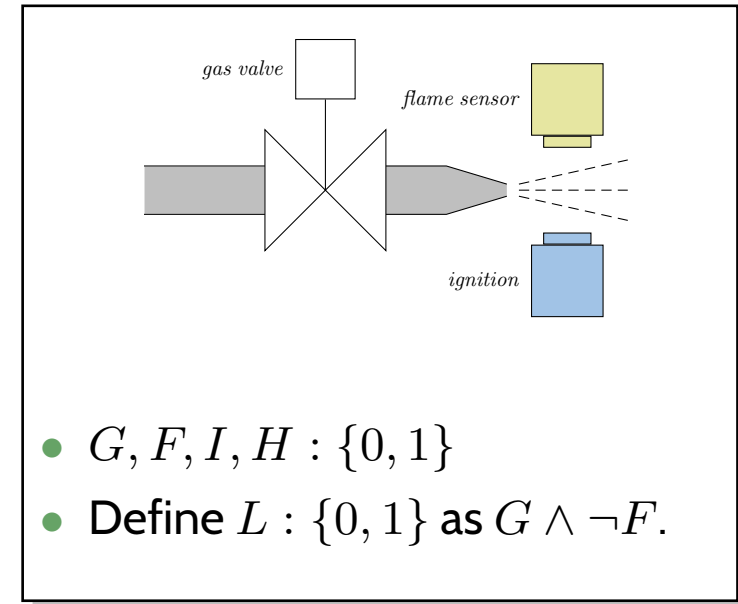 gas valve
flame sensor
ignition
• G, F, I, H : {0, 1}
• Define L : {0, 1} as G ∧ ¬F.